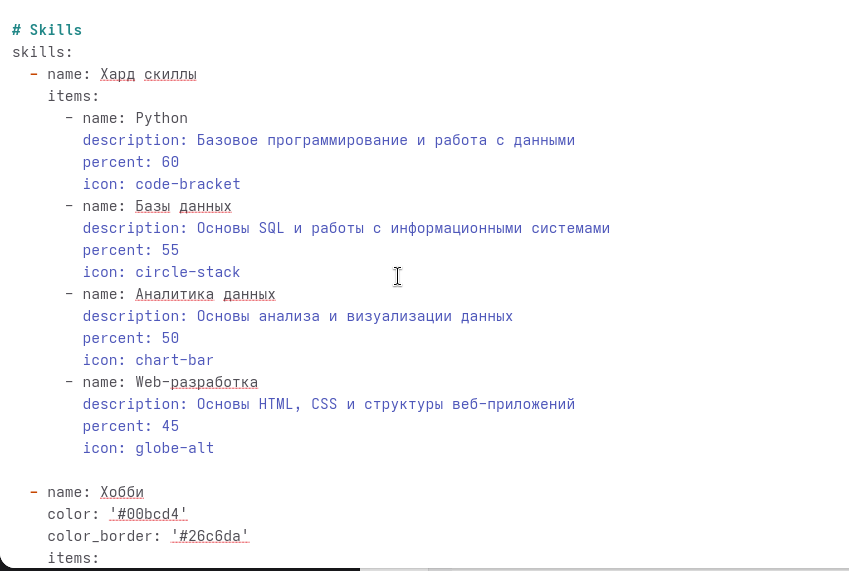 # Skills
skills:
  - name: Хард скиллы
    items:
      - name: Python
        description: Базовое программирование и работа с данными
        percent: 60
        icon: code-bracket
      - name: Базы данных
        description: Основы SQL и работы с информационными системами
        percent: 55
        icon: circle-stack
      - name: Аналитика данных
        description: Основы анализа и визуализации данных
        percent: 50
        icon: chart-bar
      - name: Web-разработка
        description: Основы HTML, CSS и структуры веб-приложений
        percent: 45
        icon: globe-alt
  - name: Хобби
    color: '#00bcd4'
    color_border: '#26c6da'
    items: